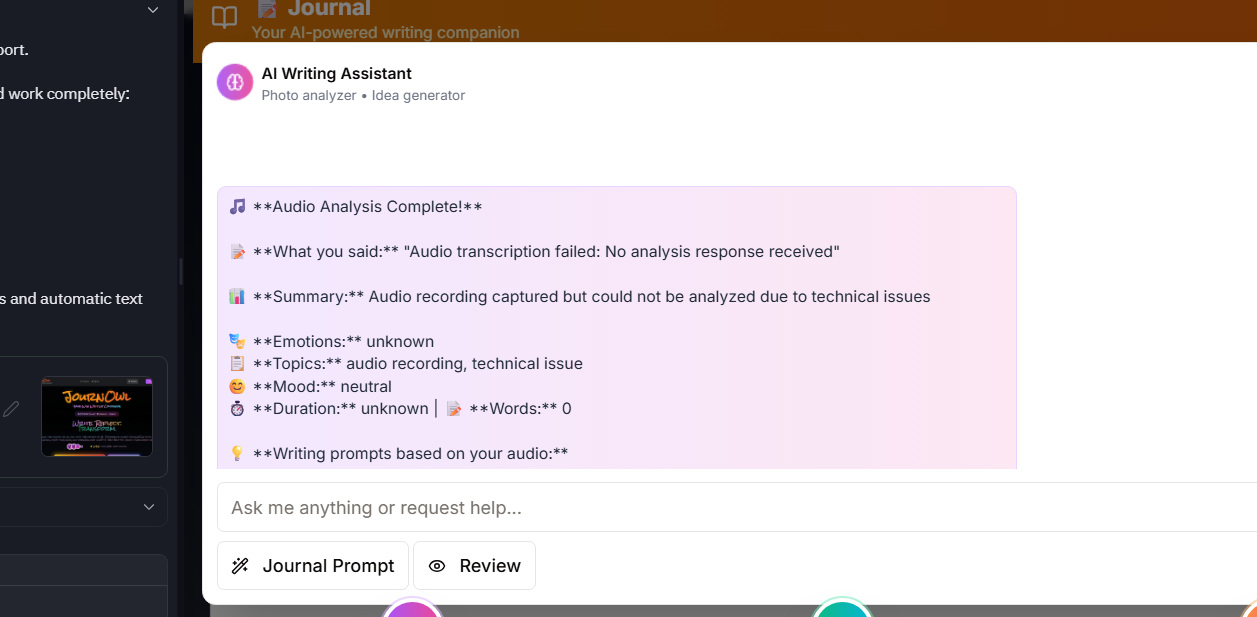 port.
d work completely:
s and automatic text
JOURNOWL
📝 Journal
Your AI-powered writing companion
AI Writing Assistant
Photo analyzer • Idea generator
🎵 **Audio Analysis Complete!**
📝 **What you said:** "Audio transcription failed: No analysis response received"
📊 **Summary:** Audio recording captured but could not be analyzed due to technical issues
🎭 **Emotions:** unknown
📋 **Topics:** audio recording, technical issue
😊 **Mood:** neutral
⏱️ **Duration:** unknown | 📝 **Words:** 0
💡 **Writing prompts based on your audio:**
Ask me anything or request help...
Journal Prompt
Review